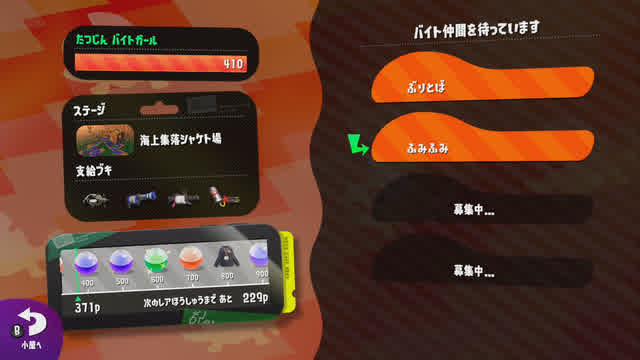 たつじん バイトガール
410
ステージ
海上集落シャケト場
支給ブキ
400
500
600
700
800
900
371p
次のレアほうしゅうまで あと 229p
B
小屋へ
バイト仲間を待っています
ぶりとば
ふみふみ
募集中...
募集中...